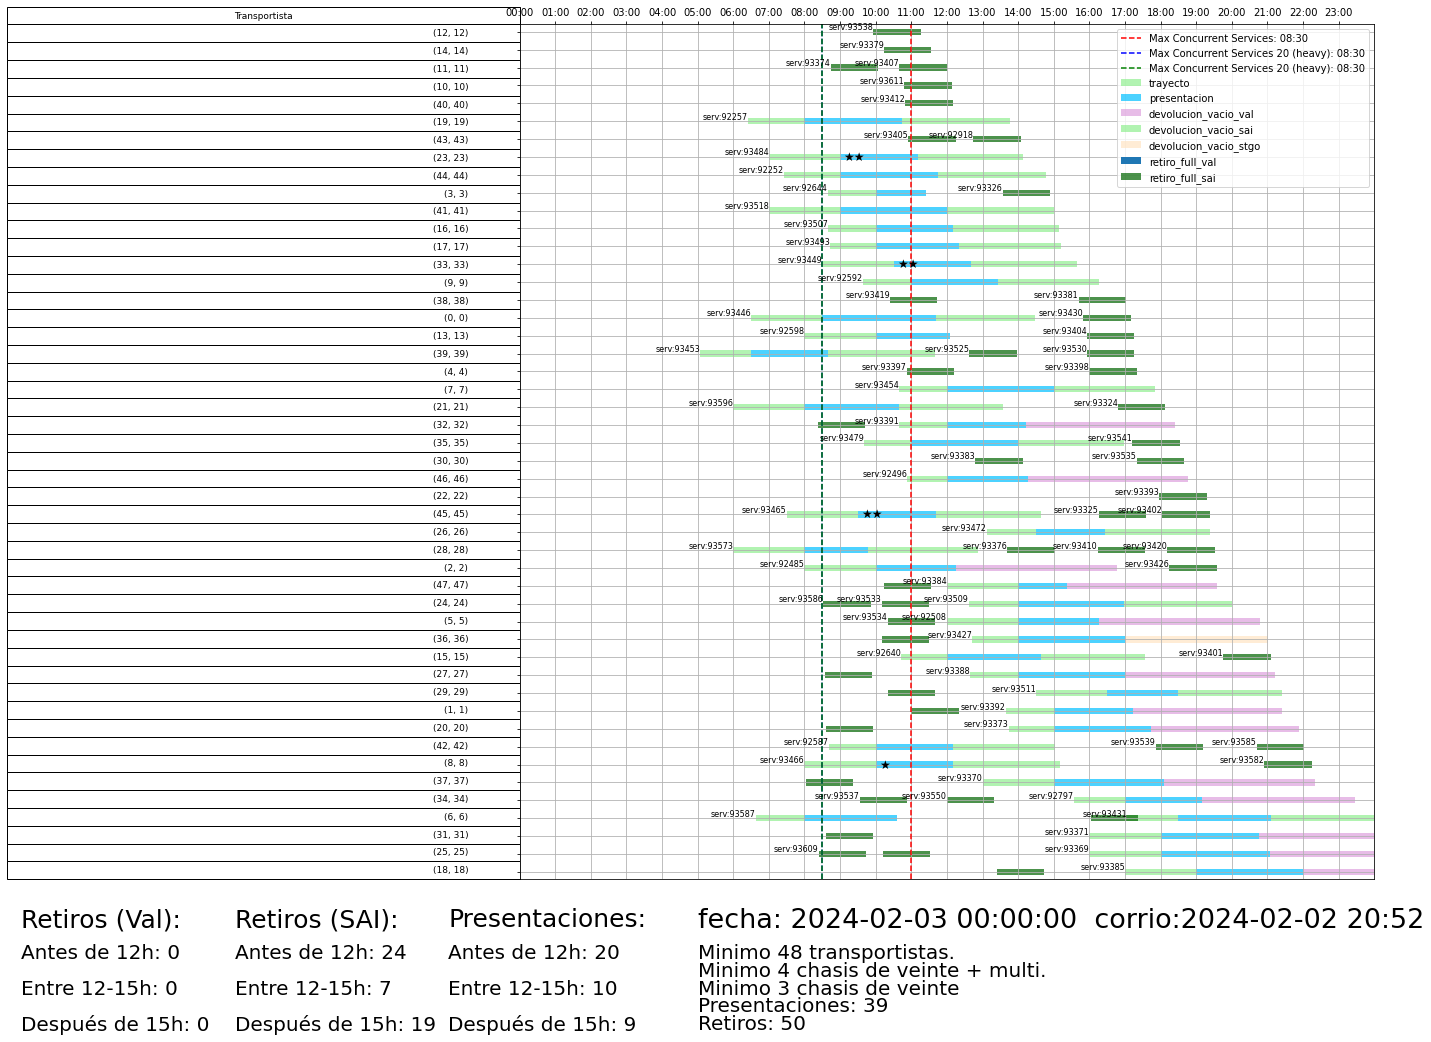 Transportista
00:00 01:00 02:00 03:00 04:00 05:00 06:00 07:00 08:00 09:00 10:00 11:00 12:00 13:00 14:00 15:00 16:00 17:00 18:00 19:00 20:00 21:00 22:00 23:00
Max Concurrent Services: 08:30
Max Concurrent Services 20 (heavy): 08:30
Max Concurrent Services 20 (heavy): 08:30
trayecto
presentacion
devolucion_vacio_val
devolucion_vacio_sai
devolucion_vacio_stgo
retiro_full_val
retiro_full_sai
(12, 12) serv:93538
(14, 14) serv:93379
(11, 11) serv:93374 serv:93407
(10, 10) serv:93611
(40, 40) serv:93412
(19, 19) serv:92257
(43, 43) serv:93405 serv:92918
(23, 23) serv:93484
(44, 44) serv:92252
(3, 3) serv:92644 serv:93326
(41, 41) serv:93518
(16, 16) serv:93507
(17, 17) serv:93493
(33, 33) serv:93449
(9, 9) serv:92592
(38, 38) serv:93419 serv:93381
(0, 0) serv:93446 serv:93430
(13, 13) serv:92598 serv:93404
(39, 39) serv:93453 serv:93525 serv:93530
(4, 4) serv:93397 serv:93398
(7, 7) serv:93454
(21, 21) serv:93596 serv:93324
(32, 32) serv:93391
(35, 35) serv:93479 serv:93541
(30, 30) serv:93383 serv:93535
(46, 46) serv:92496
(22, 22) serv:93393
(45, 45) serv:93465 serv:93325 serv:93402
(26, 26) serv:93472
(28, 28) serv:93573 serv:93376 serv:93410 serv:93420
(2, 2) serv:92485 serv:93426
(47, 47) serv:93384
(24, 24) serv:93586 serv:93533 serv:93509
(5, 5) serv:93534 serv:92508
(36, 36) serv:93427
(15, 15) serv:92640 serv:93401
(27, 27) serv:93388
(29, 29) serv:93511
(1, 1) serv:93392
(20, 20) serv:93373
(42, 42) serv:92587 serv:93539 serv:93585
(8, 8) serv:93466 serv:93582
(37, 37) serv:93370
(34, 34) serv:93537 serv:93550 serv:92797
(6, 6) serv:93587 serv:93431
(31, 31) serv:93371
(25, 25) serv:93609 serv:93369
(18, 18) serv:93385
Retiros (Val):
Antes de 12h: 0
Entre 12-15h: 0
Después de 15h: 0
Retiros (SAI):
Antes de 12h: 24
Entre 12-15h: 7
Después de 15h: 19
Presentaciones:
Antes de 12h: 20
Entre 12-15h: 10
Después de 15h: 9
fecha: 2024-02-03 00:00:00 corrio:2024-02-02 20:52
Minimo 48 transportistas.
Minimo 4 chasis de veinte + multi.
Minimo 3 chasis de veinte
Presentaciones: 39
Retiros: 50